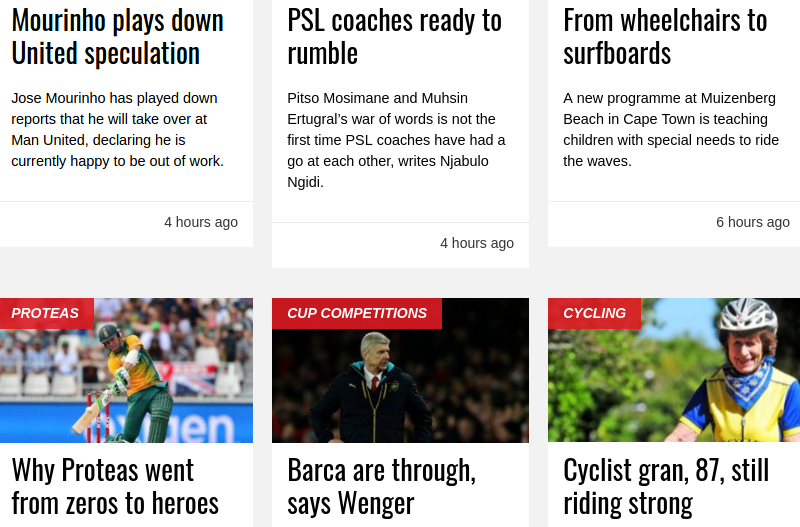 Mourinho plays down
United speculation
Jose Mourinho has played down
reports that he will take over at
Man United, declaring he is
currently happy to be out of work.
4 hours ago
PSL coaches ready to
rumble
Pitso Mosimane and Muhsin
Ertugral’s war of words is not the
first time PSL coaches have had a
go at each other, writes Njabulo
Ngidi.
4 hours ago
From wheelchairs to
surfboards
A new programme at Muizenberg
Beach in Cape Town is teaching
children with special needs to ride
the waves.
6 hours ago
PROTEAS
oxygen
Why Proteas went
from zeros to heroes
CUP COMPETITIONS
Barca are through,
says Wenger
CYCLING
Cyclist gran, 87, still
riding strong